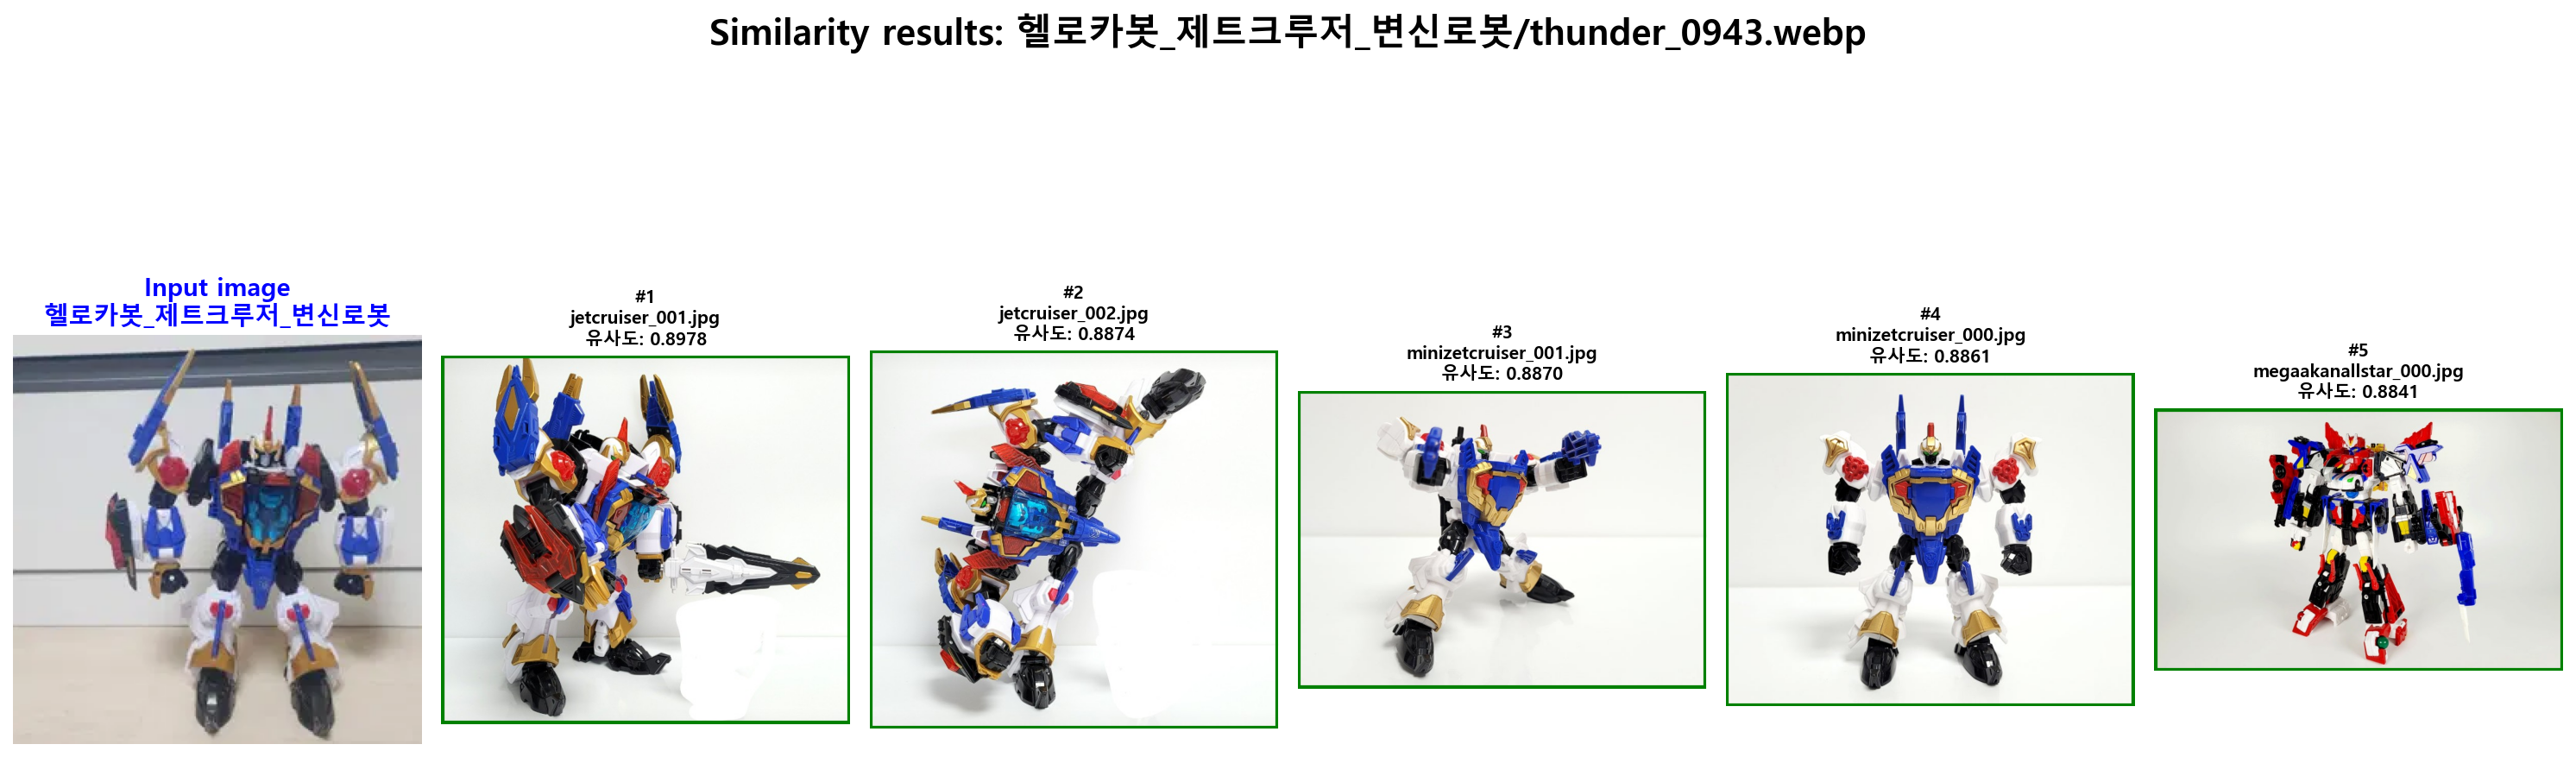 Similarity results: 헬로카봇_제트크루저_변신로봇/thunder_0943.webp
Input image
헬로카봇_제트크루저_변신로봇
#1
jetcruiser_001.jpg
유사도: 0.8978
#2
jetcruiser_002.jpg
유사도: 0.8874
#3
minizetcruiser_001.jpg
유사도: 0.8870
#4
minizetcruiser_000.jpg
유사도: 0.8861
#5
megaakanallstar_000.jpg
유사도: 0.8841